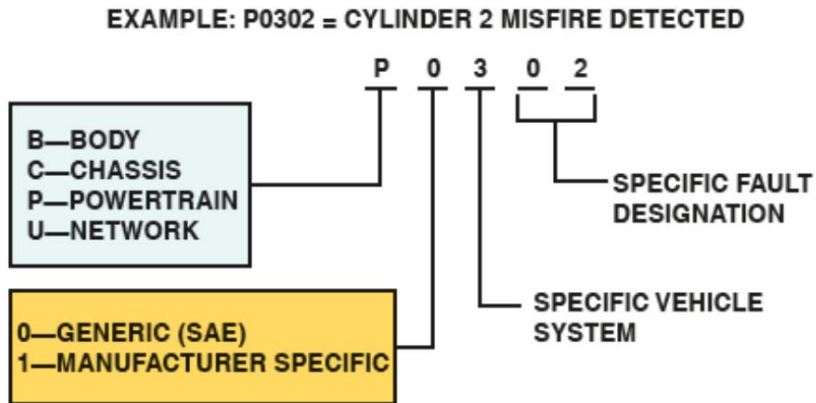 EXAMPLE: P0302 = CYLINDER 2 MISFIRE DETECTED
P 0 3 0 2
B—BODY
C—CHASSIS
P—POWERTRAIN
U—NETWORK
SPECIFIC FAULT
DESIGNATION
0—GENERIC (SAE)
1—MANUFACTURER SPECIFIC
SPECIFIC VEHICLE
SYSTEM